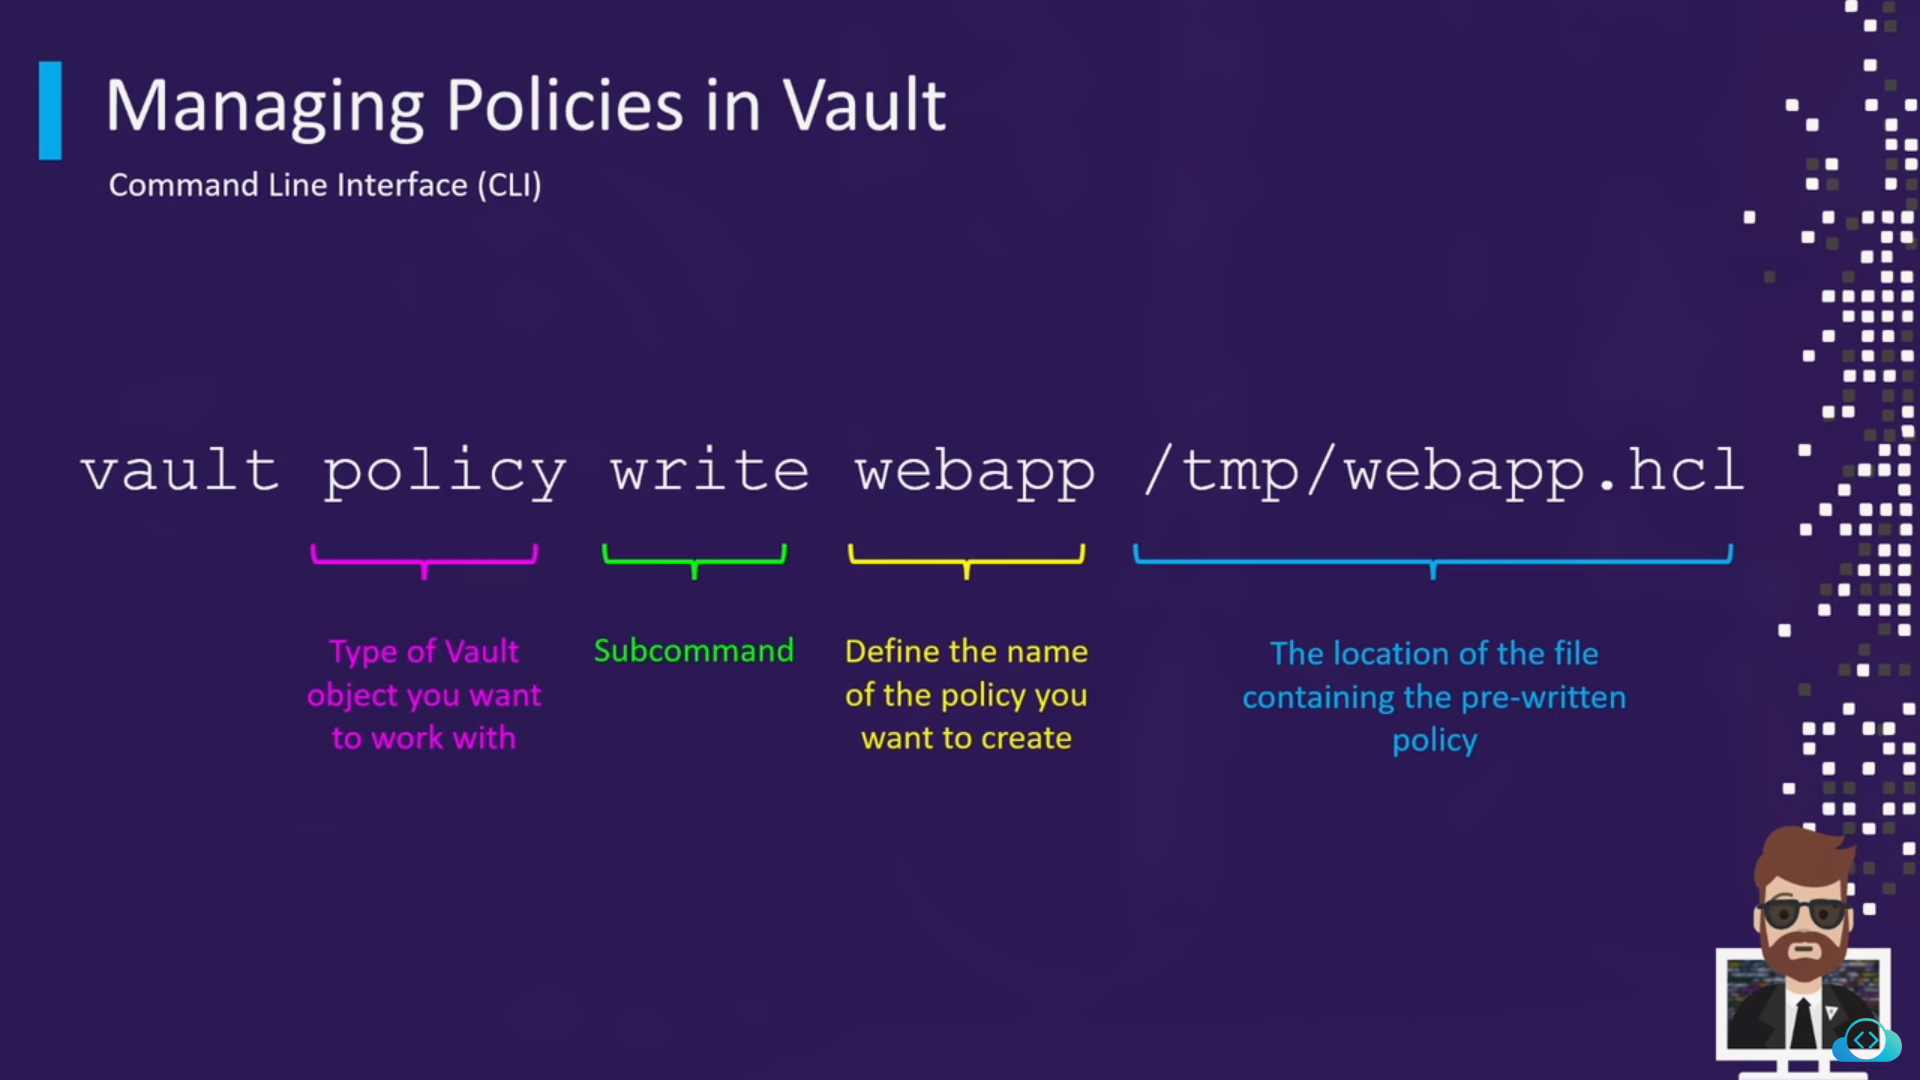 Managing Policies in Vault
Command Line Interface (CLI)
vault policy write webapp /tmp/webapp.hcl
Type of Vault
object you want
to work with
Subcommand
Define the name
of the policy you
want to create
The location of the file
containing the pre-written
policy